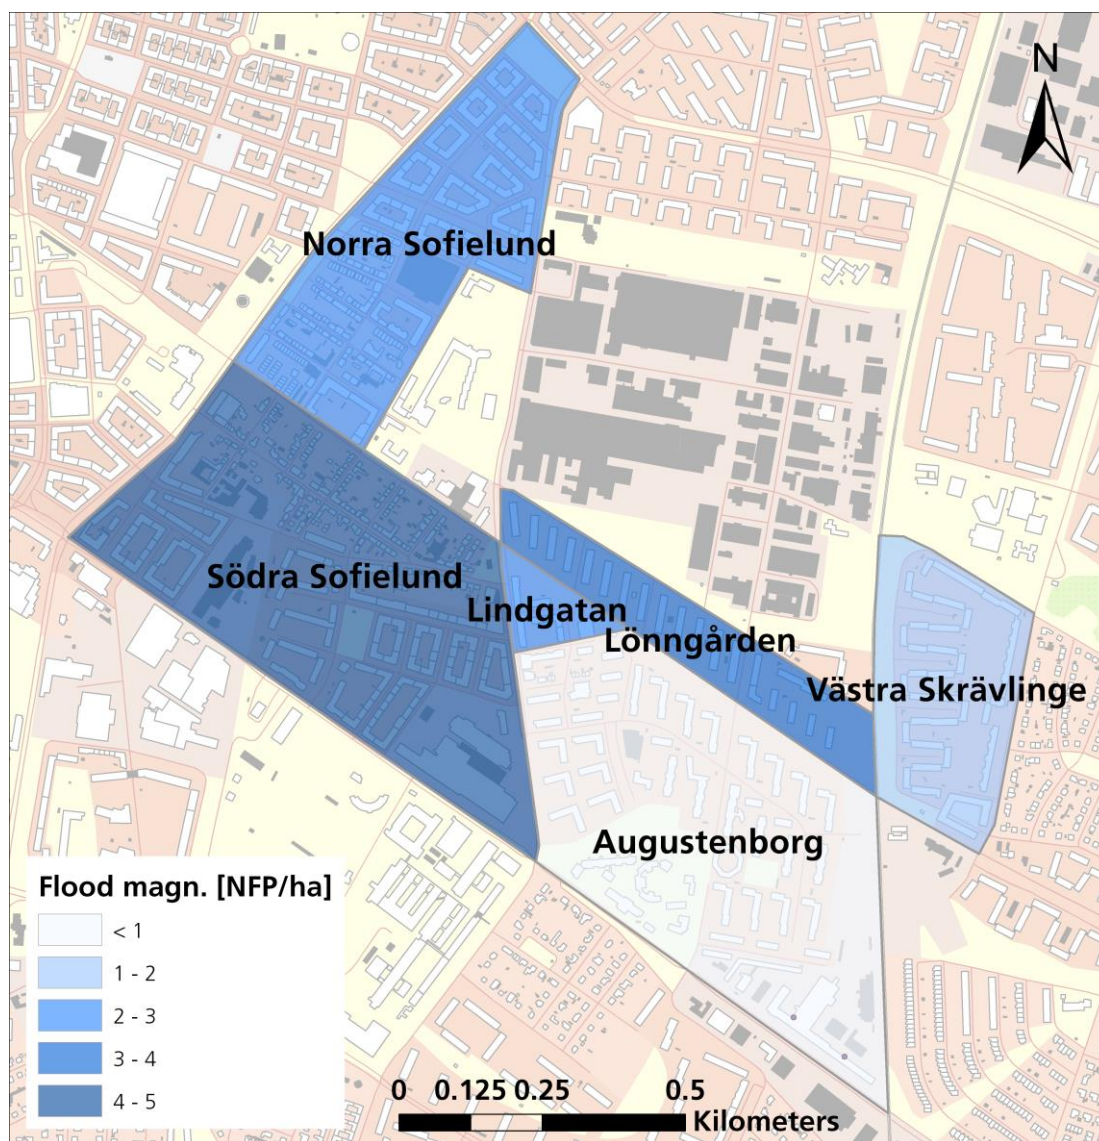 N
Norra Sofielund
Södra Sofielund
Lindgatan
Lönngården
Västra Skrävlinge
Augustenborg
Flood magn. [NFP/ha]
< 1
1 - 2
2 - 3
3 - 4
4 - 5
0 0.125 0.25 0.5
Kilometers